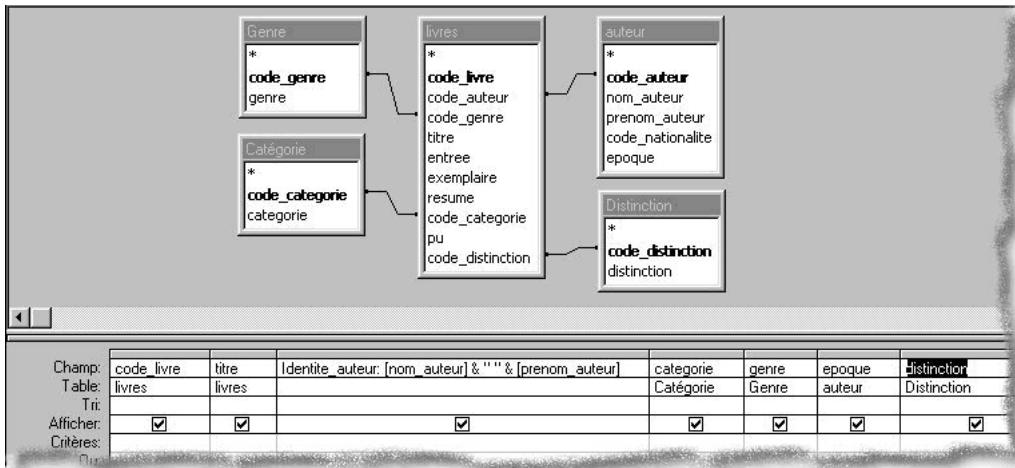 Genre
*
code_genre
genre
livres
*
code_livre
code_auteur
code_genre
titre
entree
exemplaire
resume
code_categorie
pu
code_distinction
auteur
*
code_auteur
nom_auteur
prenom_auteur
code_nationalite
epoque
Catégorie
*
code_categorie
categorie
Distinction
*
code_distinction
distinction
Champ: code_livre titre Identite_auteur: [nom_auteur] & " " & [prenom_auteur] categorie genre epoque distinction
Table: livres livres Catégorie Genre auteur Distinction
Tri:
Afficher:
Critères:
Ou: